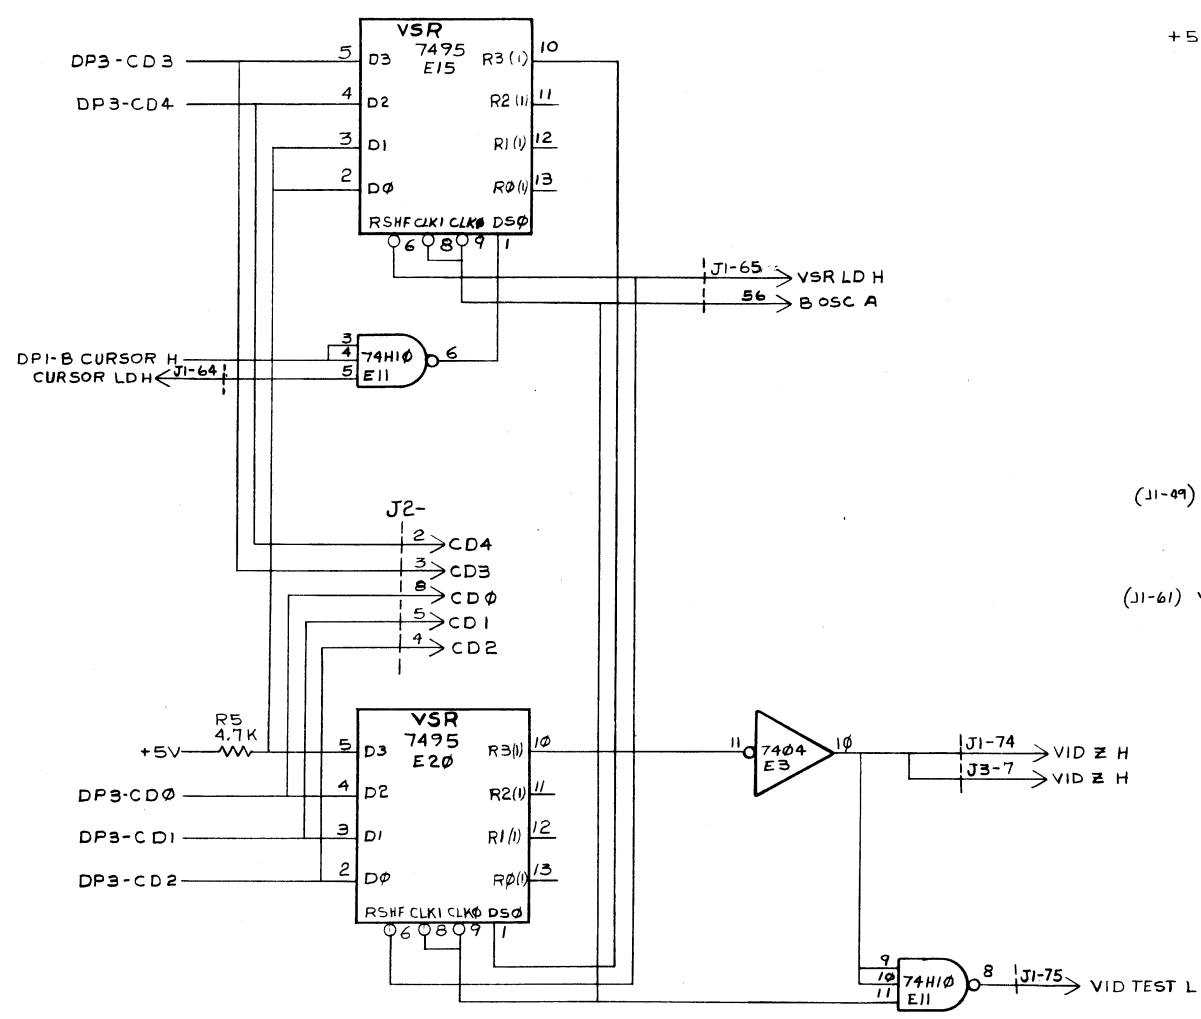 VSR
7495
E15
+5
DP3-CD3
5
D3
R3(1)
10
DP3-CD4
4
D2
R2(1)
11
3
D1
R1(1)
12
2
DØ
RØ(1)
13
RSHF CLK1 CLKØ DSØ
6 8 9 1
J1-65
VSR LD H
56
B OSC A
DP1-B CURSOR H
3
4
74H1Ø
6
CURSOR LDH
J1-64
5
E11
(J1-49)
J2-
2
CD4
3
CD3
8
CDØ
(J1-61)
5
CD1
4
CD2
VSR
7495
E2Ø
R5
4.7K
+5V
5
D3
R3(1)
1Ø
11
7404
E3
1Ø
J1-74
VID Z H
J3-7
VID Z H
DP3-CDØ
4
D2
R2(1)
11
DP3-CD1
3
D1
R1(1)
12
DP3-CD2
2
DØ
RØ(1)
13
RSHF CLK1 CLKØ DSØ
6 8 9 1
9
1Ø
11
74H1Ø
E11
8
J1-75
VID TEST L